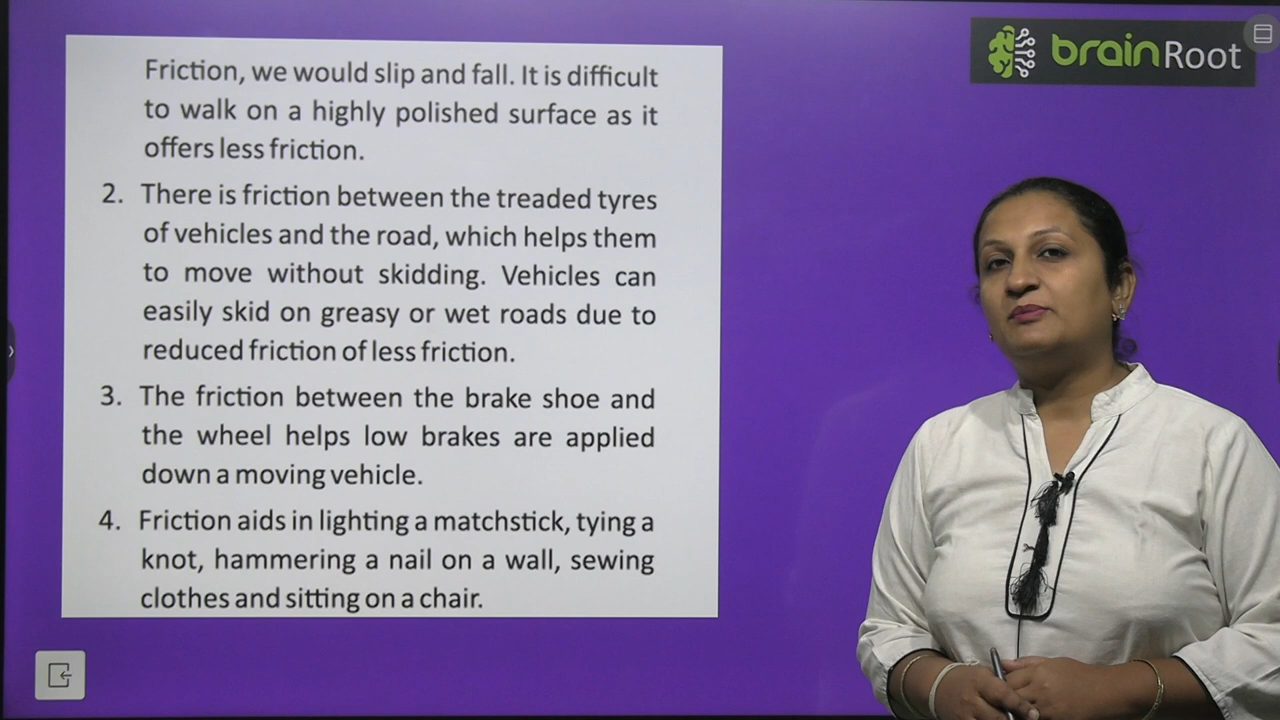 brainRoot
Friction, we would slip and fall. It is difficult
to walk on a highly polished surface as it
offers less friction.
2. There is friction between the treaded tyres
of vehicles and the road, which helps them
to move without skidding. Vehicles can
easily skid on greasy or wet roads due to
reduced friction of less friction.
3. The friction between the brake shoe and
the wheel helps low brakes are applied
down a moving vehicle.
4. Friction aids in lighting a matchstick, tying a
knot, hammering a nail on a wall, sewing
clothes and sitting on a chair.